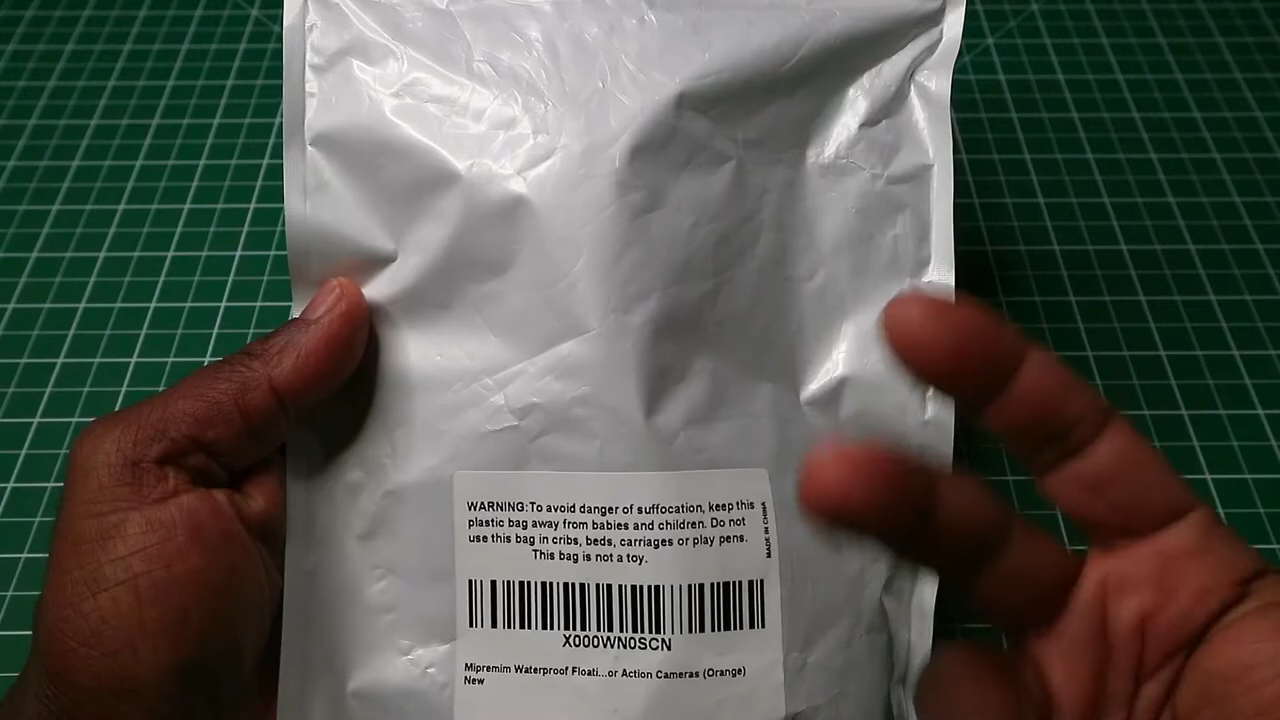 WARNING:To avoid danger of suffocation, keep this
plastic bag away from babies and children. Do not
use this bag in cribs, beds, carriages or play pens.
This bag is not a toy.
MADE IN CHINA
X000WN0SCN
Mipremim Waterproof Floati...or Action Cameras (Orange)
New